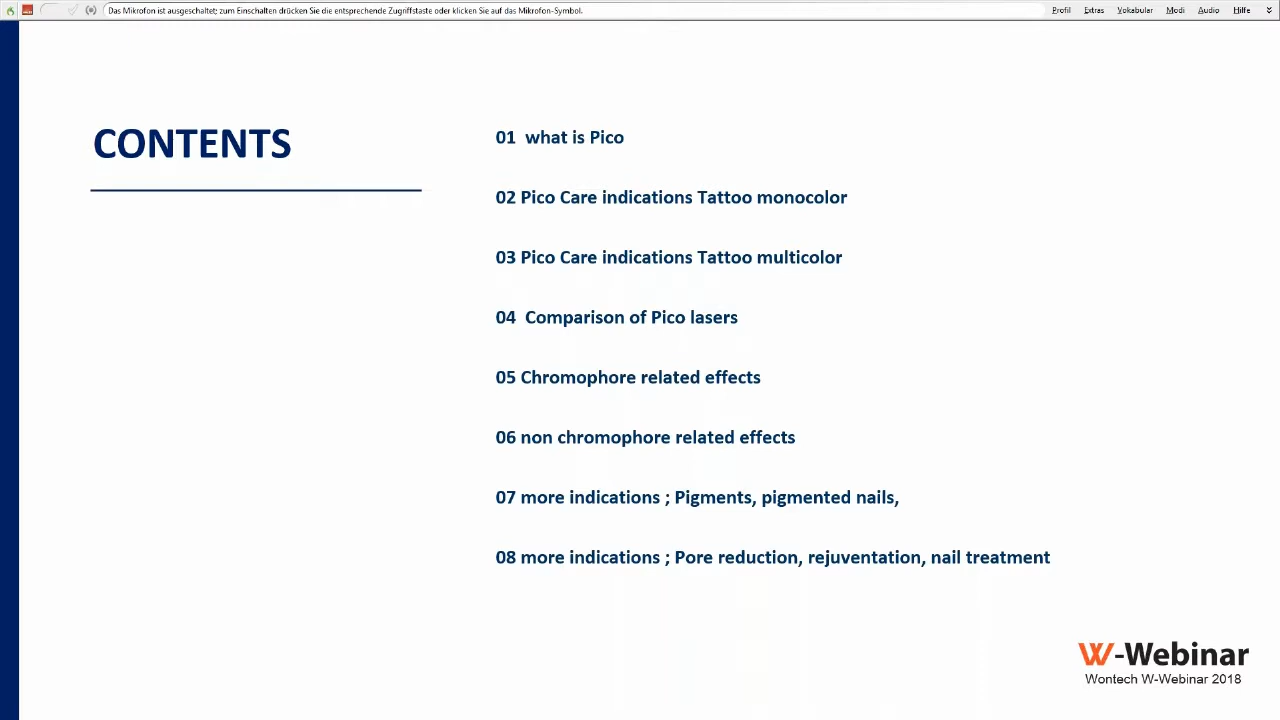 Das Mikrofon ist ausgeschaltet; zum Einschalten drücken Sie die entsprechende Zugriffstaste oder klicken Sie auf das Mikrofon-Symbol.
Profil Extras Vokabular Modi Audio Hilfe
CONTENTS
01 what is Pico
02 Pico Care indications Tattoo monocolor
03 Pico Care indications Tattoo multicolor
04 Comparison of Pico lasers
05 Chromophore related effects
06 non chromophore related effects
07 more indications ; Pigments, pigmented nails,
08 more indications ; Pore reduction, rejuventation, nail treatment
W-Webinar
Wontech W-Webinar 2018